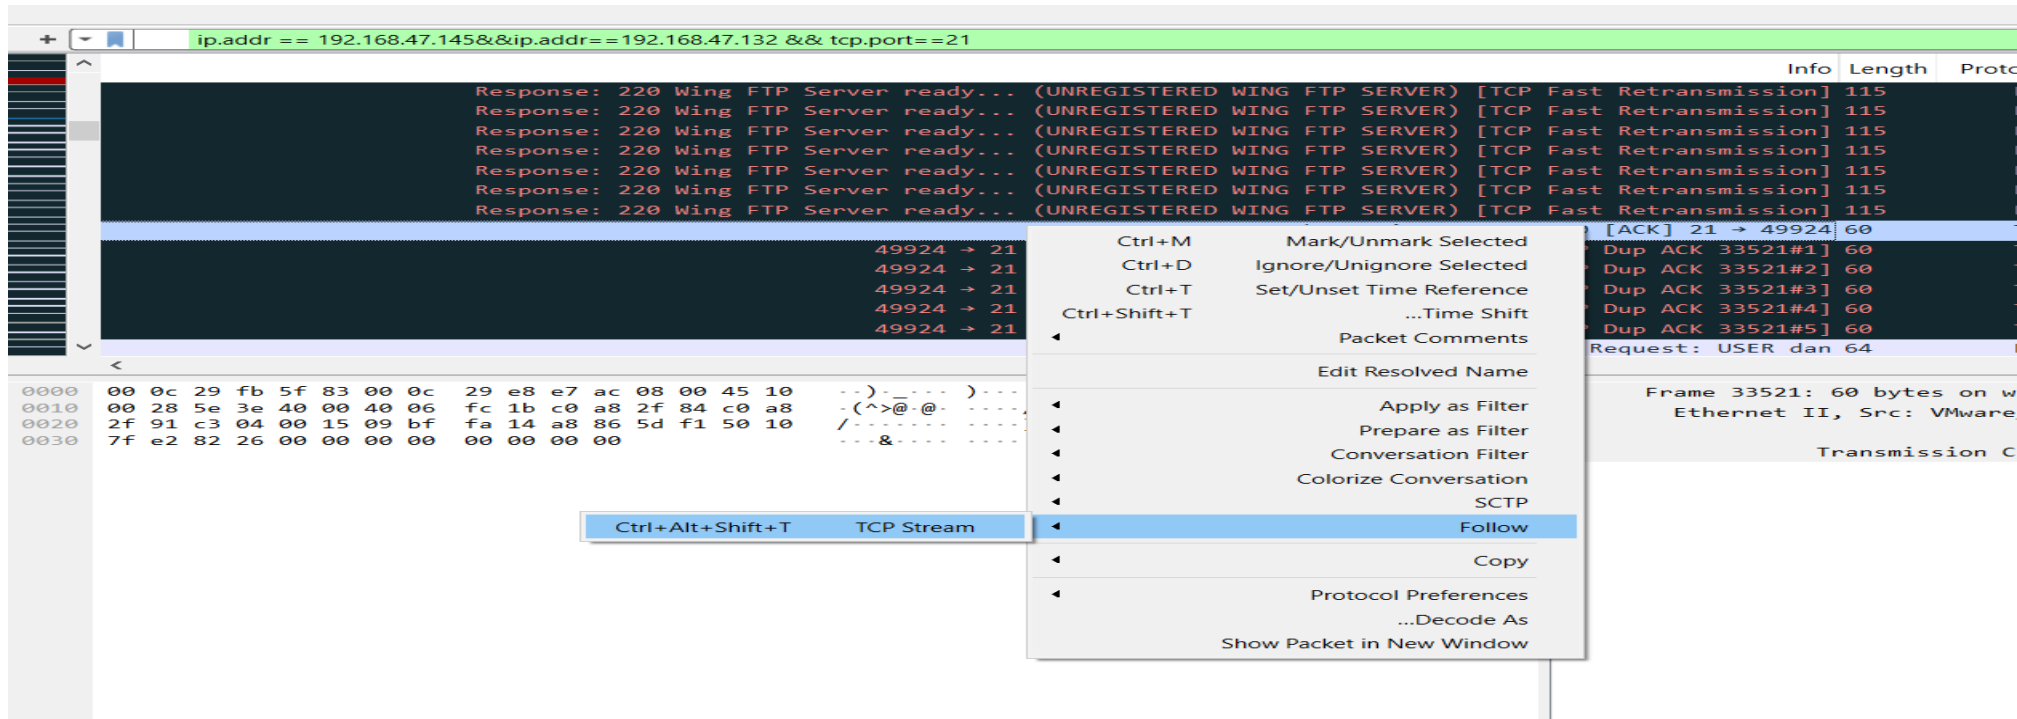 ip.addr == 192.168.47.145&&ip.addr==192.168.47.132 && tcp.port==21
Info Length
Response: 220 Wing FTP Server ready... (UNREGISTERED WING FTP SERVER) [TCP Fast Retransmission] 115
Response: 220 Wing FTP Server ready... (UNREGISTERED WING FTP SERVER) [TCP Fast Retransmission] 115
Response: 220 Wing FTP Server ready... (UNREGISTERED WING FTP SERVER) [TCP Fast Retransmission] 115
Response: 220 Wing FTP Server ready... (UNREGISTERED WING FTP SERVER) [TCP Fast Retransmission] 115
Response: 220 Wing FTP Server ready... (UNREGISTERED WING FTP SERVER) [TCP Fast Retransmission] 115
Response: 220 Wing FTP Server ready... (UNREGISTERED WING FTP SERVER) [TCP Fast Retransmission] 115
Response: 220 Wing FTP Server ready... (UNREGISTERED WING FTP SERVER) [TCP Fast Retransmission] 115
[ACK] 21 → 49924 60
49924 → 21 Dup ACK 33521#1] 60
49924 → 21 Dup ACK 33521#2] 60
49924 → 21 Dup ACK 33521#3] 60
49924 → 21 Dup ACK 33521#4] 60
49924 → 21 Dup ACK 33521#5] 60
Request: USER dan 64
Ctrl+M Mark/Unmark Selected
Ctrl+D Ignore/Unignore Selected
Ctrl+T Set/Unset Time Reference
Ctrl+Shift+T ...Time Shift
Packet Comments
Edit Resolved Name
Apply as Filter
Prepare as Filter
Conversation Filter
Colorize Conversation
SCTP
Follow
Ctrl+Alt+Shift+T TCP Stream
Copy
Protocol Preferences
...Decode As
Show Packet in New Window
0000 00 0c 29 fb 5f 83 00 0c 29 e8 e7 ac 08 00 45 10 ··)·_··· )···
0010 00 28 5e 3e 40 00 40 06 fc 1b c0 a8 2f 84 c0 a8 ·(^>@·@· ····
0020 2f 91 c3 04 00 15 09 bf fa 14 a8 86 5d f1 50 10 /······· ····
0030 7f e2 82 26 00 00 00 00 00 00 00 00 ···&···· ····
Frame 33521: 60 bytes on
Ethernet II, Src: VMware
Transmission